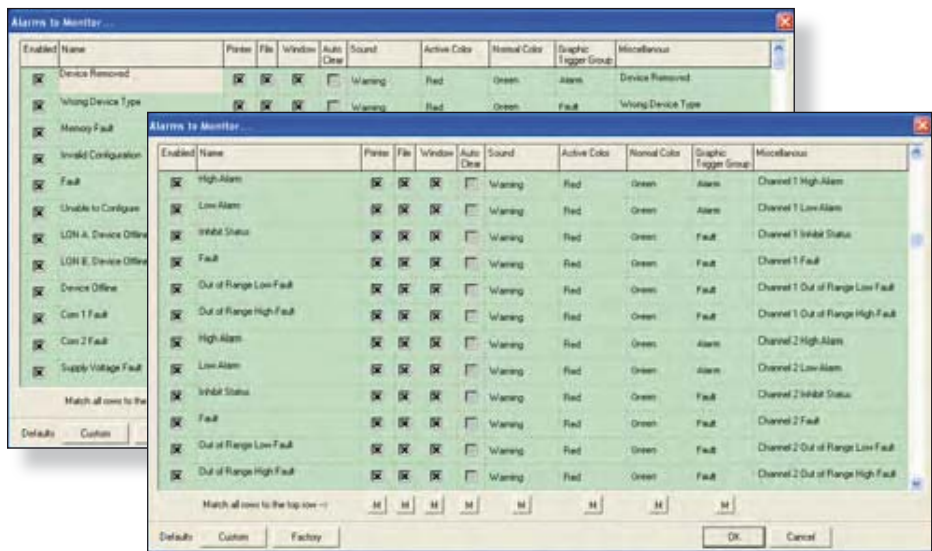 Alarms to Monitor...
Enabled Name Printer File Window Auto Clear Sound Active Color Normal Color Graphic Trigger Group Miscellaneous
Device Removed Warning Red Green Alarm Device Removed
Wrong Device Type Warning Red Green Fault Wrong Device Type
Memory Fault
Invalid Configuration
Fault
Unable to Configure
LON A, Device Offline
LON B, Device Offline
Device Offline
Com 1 Fault
Com 2 Fault
Supply Voltage Fault
Match all rows to the
Defaults Custom
Alarms to Monitor...
Enabled Name Printer File Window Auto Clear Sound Active Color Normal Color Graphic Trigger Group Miscellaneous
High Alarm Warning Red Green Alarm Channel 1 High Alarm
Low Alarm Warning Red Green Alarm Channel 1 Low Alarm
Inhibit Status Warning Red Green Fault Channel 1 Inhibit Status
Fault Warning Red Green Fault Channel 1 Fault
Out of Range Low Fault Warning Red Green Fault Channel 1 Out of Range Low Fault
Out of Range High Fault Warning Red Green Fault Channel 1 Out of Range High Fault
High Alarm Warning Red Green Alarm Channel 2 High Alarm
Low Alarm Warning Red Green Alarm Channel 2 Low Alarm
Inhibit Status Warning Red Green Fault Channel 2 Inhibit Status
Fault Warning Red Green Fault Channel 2 Fault
Out of Range Low Fault Warning Red Green Fault Channel 2 Out of Range Low Fault
Out of Range High Fault Warning Red Green Fault Channel 2 Out of Range High Fault
Match all rows to the top row --> M M M M M M M M
Defaults Custom Factory OK Cancel